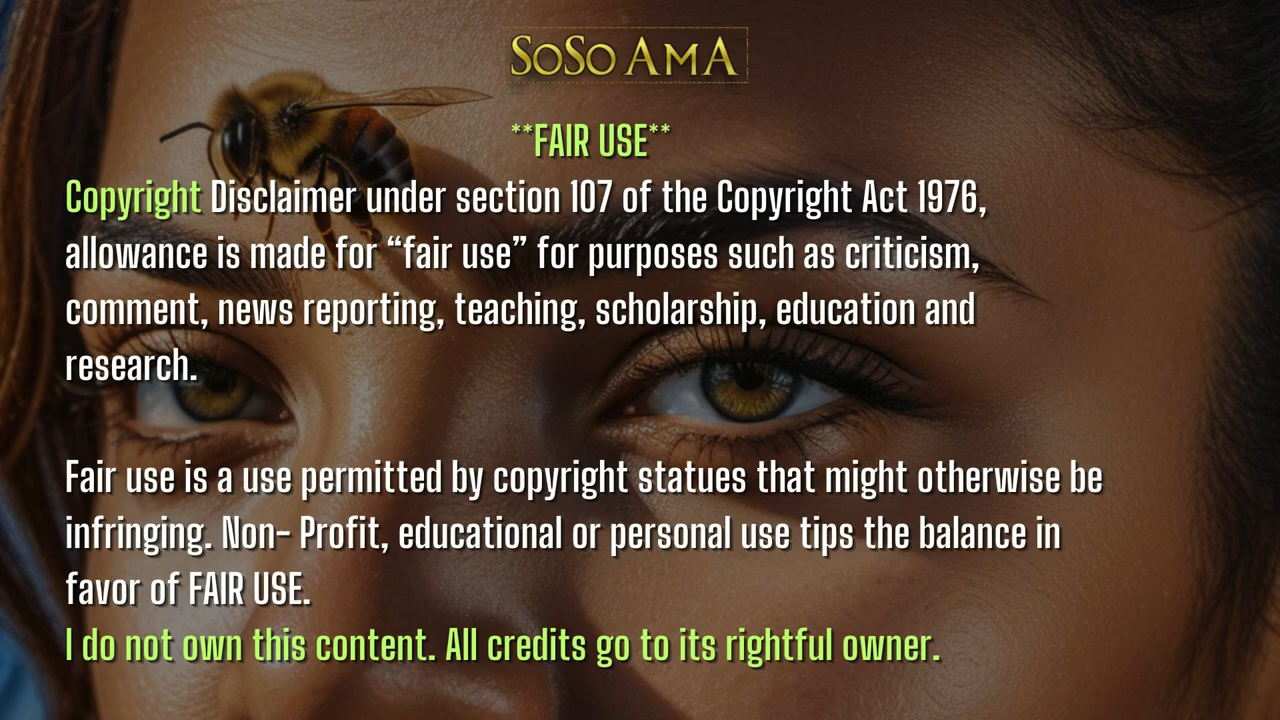 SoSo AmA
**FAIR USE**
Copyright Disclaimer under section 107 of the Copyright Act 1976,
allowance is made for “fair use” for purposes such as criticism,
comment, news reporting, teaching, scholarship, education and
research.
Fair use is a use permitted by copyright statues that might otherwise be
infringing. Non- Profit, educational or personal use tips the balance in
favor of FAIR USE.
I do not own this content. All credits go to its rightful owner.